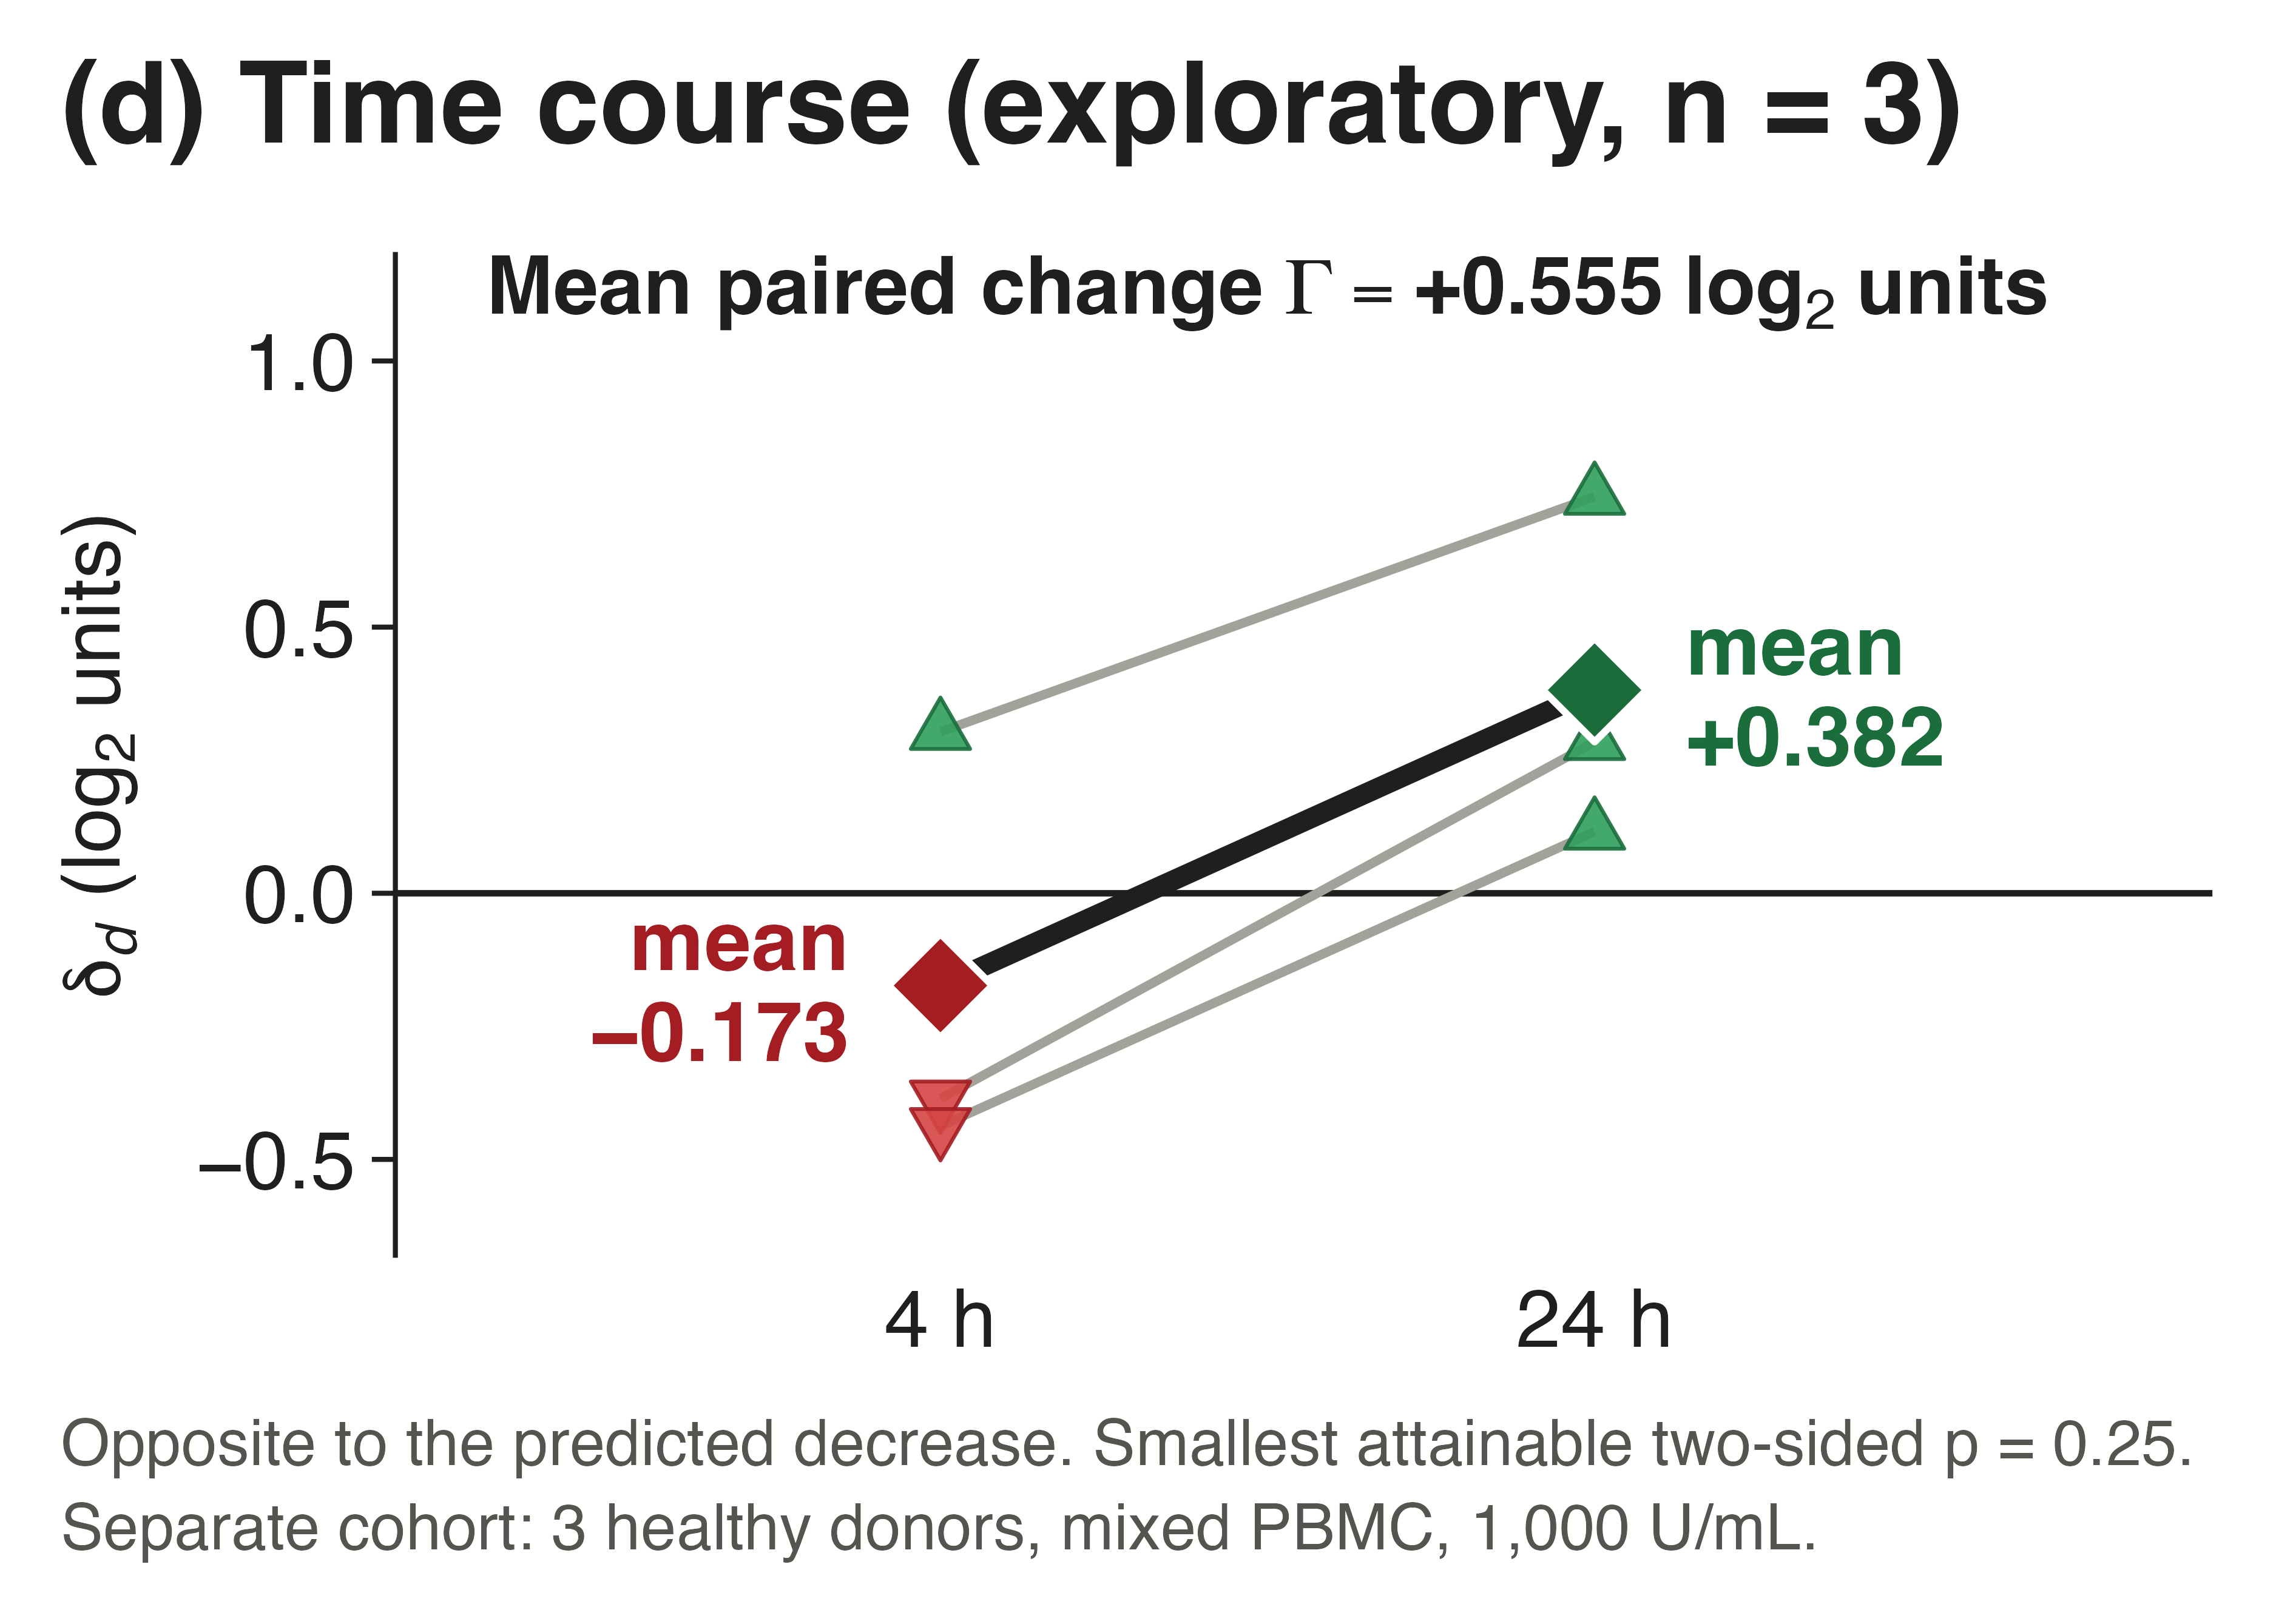 (d) Time course (exploratory, n = 3)
Mean paired change Γ = +0.555 log₂ units
1.0
0.5
0.0
−0.5
δ_d (log₂ units)
mean
+0.382
mean
−0.173
4 h
24 h
Opposite to the predicted decrease. Smallest attainable two-sided p = 0.25.
Separate cohort: 3 healthy donors, mixed PBMC, 1,000 U/mL.